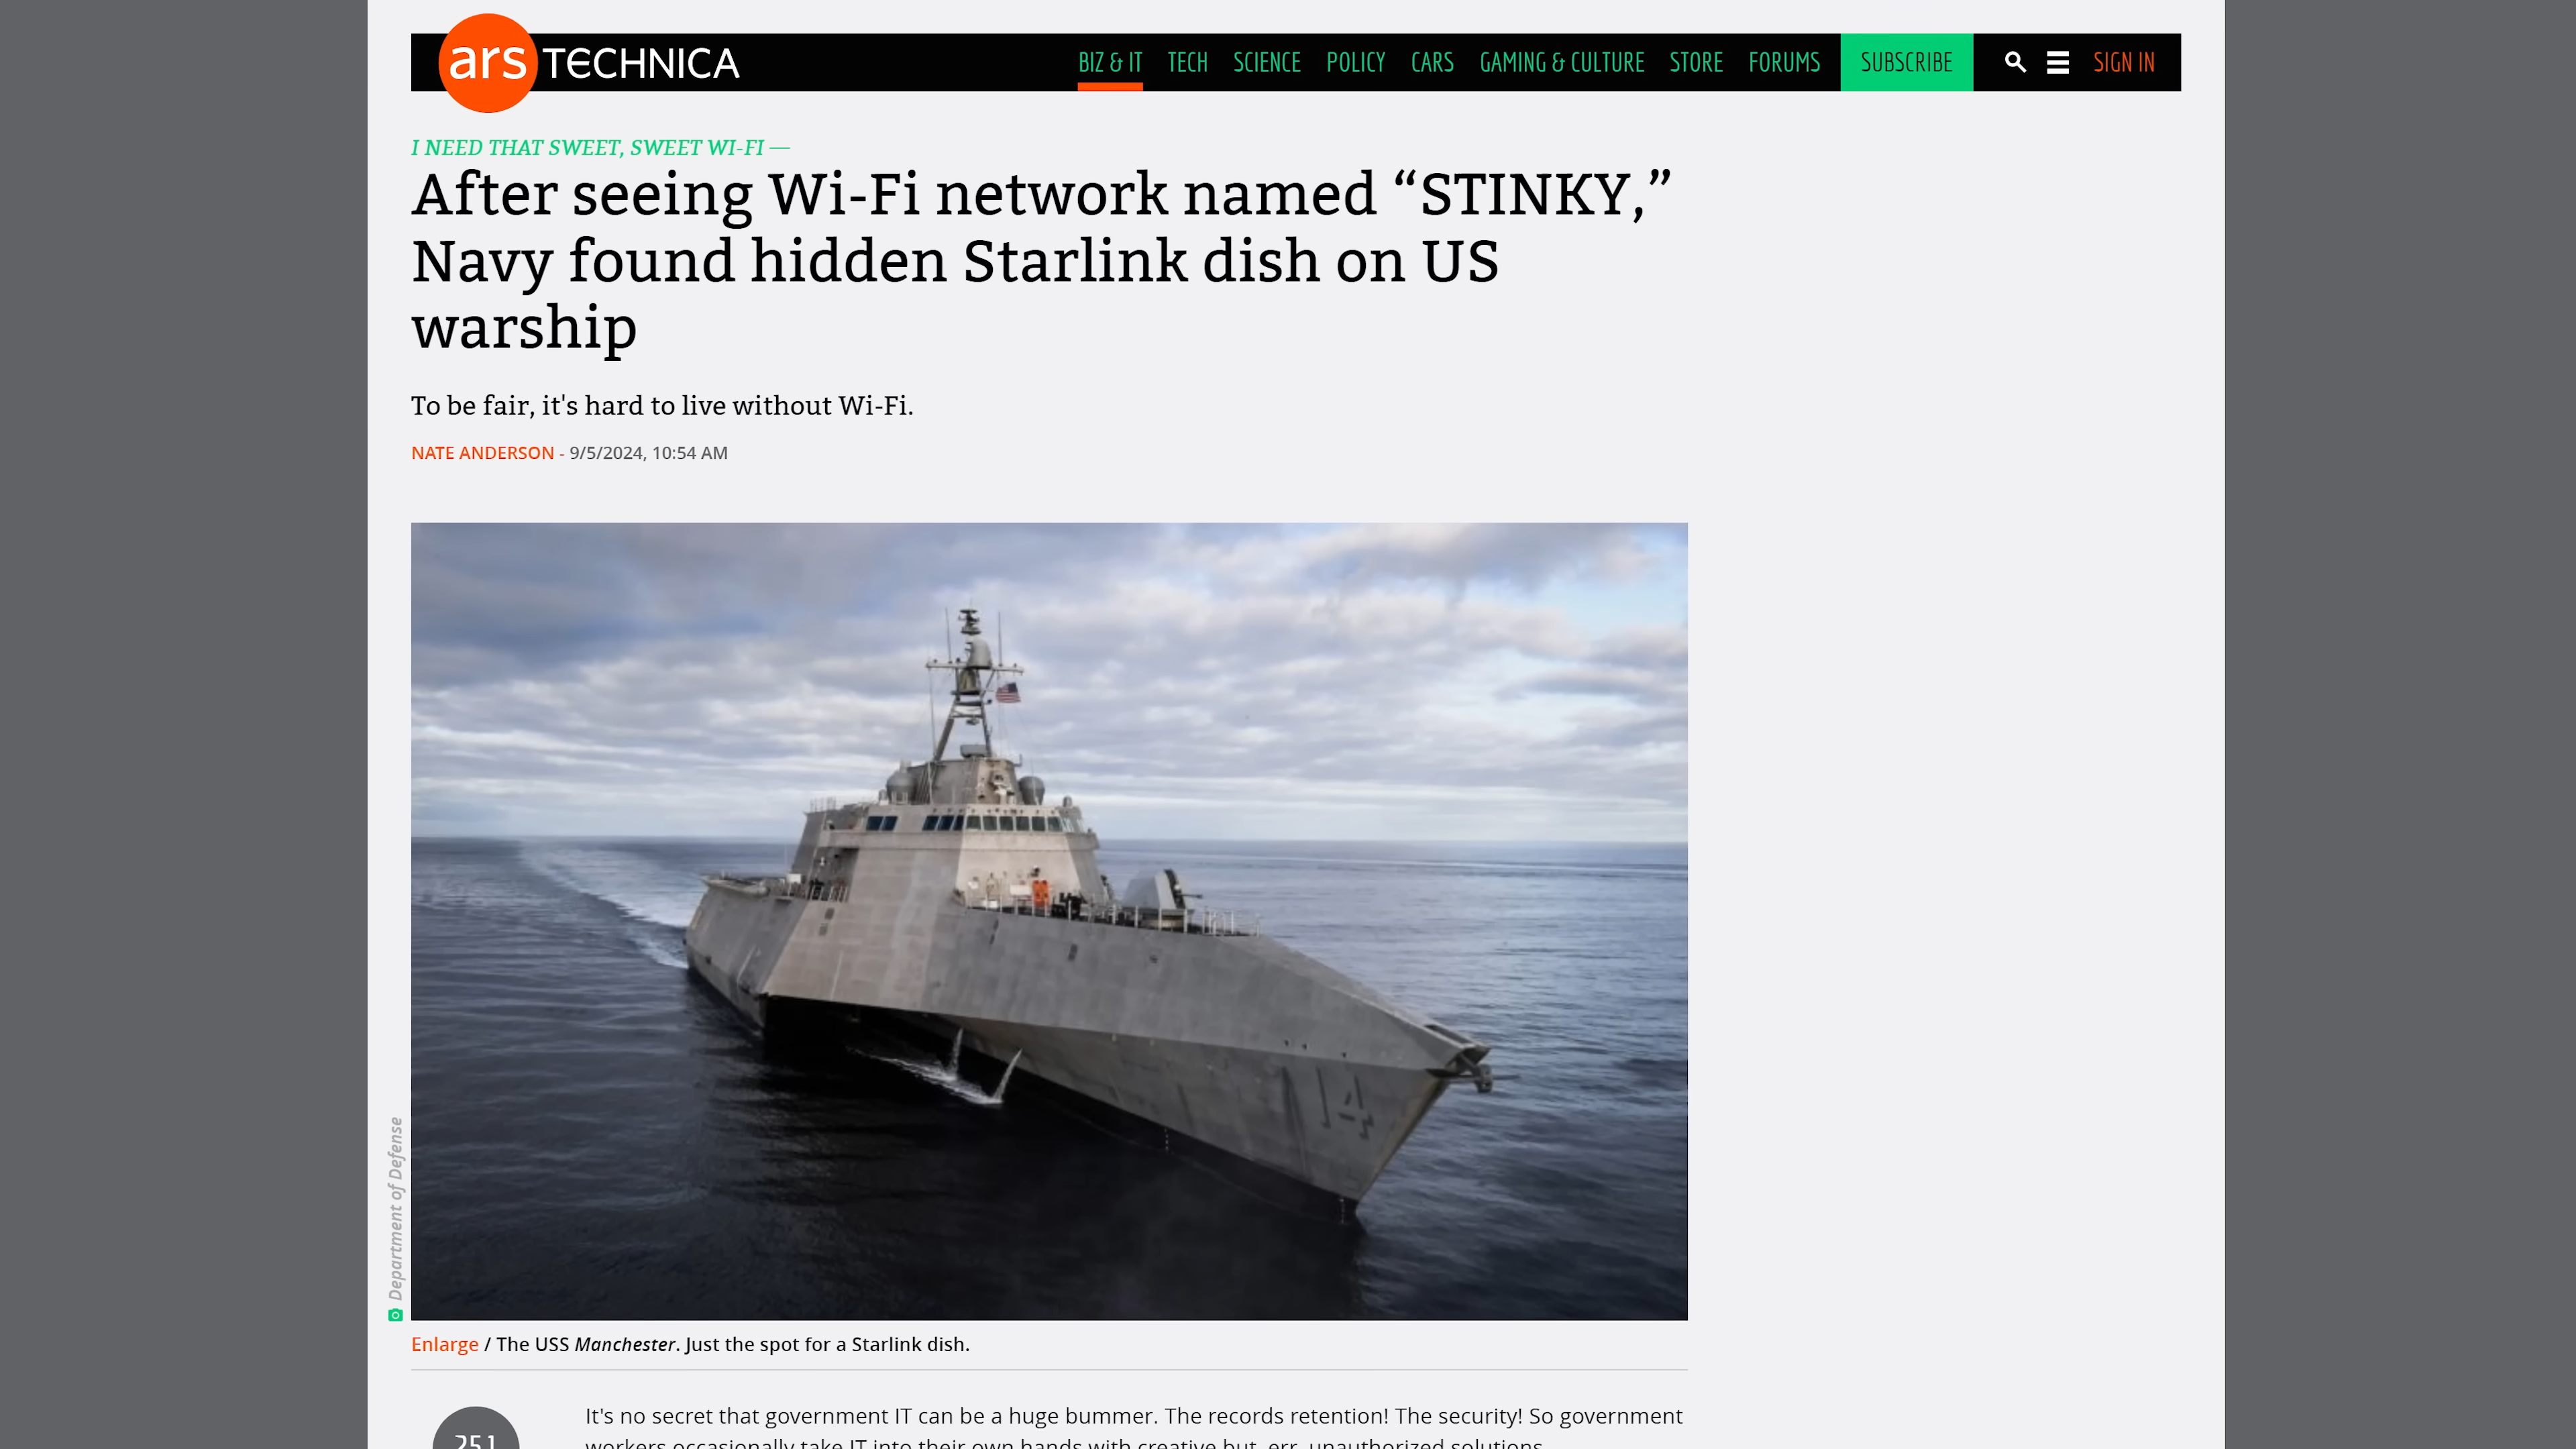 ars TECHNICA
BIZ & IT TECH SCIENCE POLICY CARS GAMING & CULTURE STORE FORUMS SUBSCRIBE SIGN IN
I NEED THAT SWEET, SWEET WI-FI —
After seeing Wi-Fi network named “STINKY,”
Navy found hidden Starlink dish on US
warship
To be fair, it's hard to live without Wi-Fi.
NATE ANDERSON - 9/5/2024, 10:54 AM
14
Department of Defense
Enlarge / The USS Manchester. Just the spot for a Starlink dish.
251
It's no secret that government IT can be a huge bummer. The records retention! The security! So government
workers occasionally take IT into their own hands with creative but, err, unauthorized solutions.